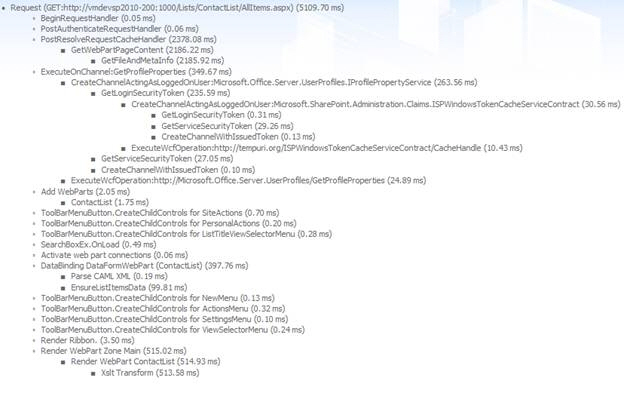 Request (GET:http://vmdevsp2010-200:1000/Lists/ContactList/AllItems.aspx) (5109.70 ms)
BeginRequestHandler (0.05 ms)
PostAuthenticateRequestHandler (0.06 ms)
PostResolveRequestCacheHandler (2378.08 ms)
GetWebPartPageContent (2186.22 ms)
GetFileAndMetaInfo (2185.92 ms)
ExecuteOnChannel:GetProfileProperties (349.67 ms)
CreateChannelActingAsLoggedOnUser:Microsoft.Office.Server.UserProfiles.IProfilePropertyService (263.56 ms)
GetLoginSecurityToken (235.59 ms)
CreateChannelActingAsLoggedOnUser:Microsoft.SharePoint.Administration.Claims.ISPWindowsTokenCacheServiceContract (30.56 ms)
GetLoginSecurityToken (0.31 ms)
GetServiceSecurityToken (29.26 ms)
CreateChannelWithIssuedToken (0.13 ms)
ExecuteWcfOperation:http://tempuri.org/ISPWindowsTokenCacheServiceContract/CacheHandle (10.43 ms)
GetServiceSecurityToken (27.05 ms)
CreateChannelWithIssuedToken (0.10 ms)
ExecuteWcfOperation:http://Microsoft.Office.Server.UserProfiles/GetProfileProperties (24.89 ms)
Add WebParts (2.05 ms)
ContactList (1.75 ms)
ToolBarMenuButton.CreateChildControls for SiteActions (0.70 ms)
ToolBarMenuButton.CreateChildControls for PersonalActions (0.20 ms)
ToolBarMenuButton.CreateChildControls for ListTitleViewSelectorMenu (0.28 ms)
SearchBoxEx.OnLoad (0.49 ms)
Activate web part connections (0.06 ms)
DataBinding DataFormWebPart (ContactList) (397.76 ms)
Parse CAML XML (0.19 ms)
EnsureListItemsData (99.81 ms)
ToolBarMenuButton.CreateChildControls for NewMenu (0.13 ms)
ToolBarMenuButton.CreateChildControls for ActionsMenu (0.32 ms)
ToolBarMenuButton.CreateChildControls for SettingsMenu (0.10 ms)
ToolBarMenuButton.CreateChildControls for ViewSelectorMenu (0.24 ms)
Render Ribbon. (3.50 ms)
Render WebPart Zone Main (515.02 ms)
Render WebPart ContactList (514.93 ms)
Xslt Transform (513.58 ms)